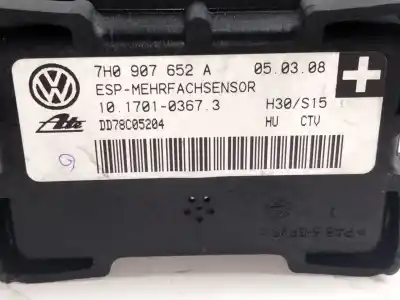 7H0 907 652 A 05.03.08
ESP-MEHRFACHSENSOR
10.1701-0367.3 H30/S15
Ate DD78C05204 HU CTV